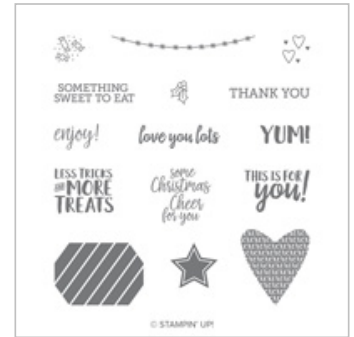 SOMETHING
SWEET TO EAT
THANK YOU
enjoy!
love you lots
YUM!
LESS TRICKS
AND MORE
TREATS
some
Christmas
Cheer
for you
THIS IS FOR
you!
© STAMPIN' UP!